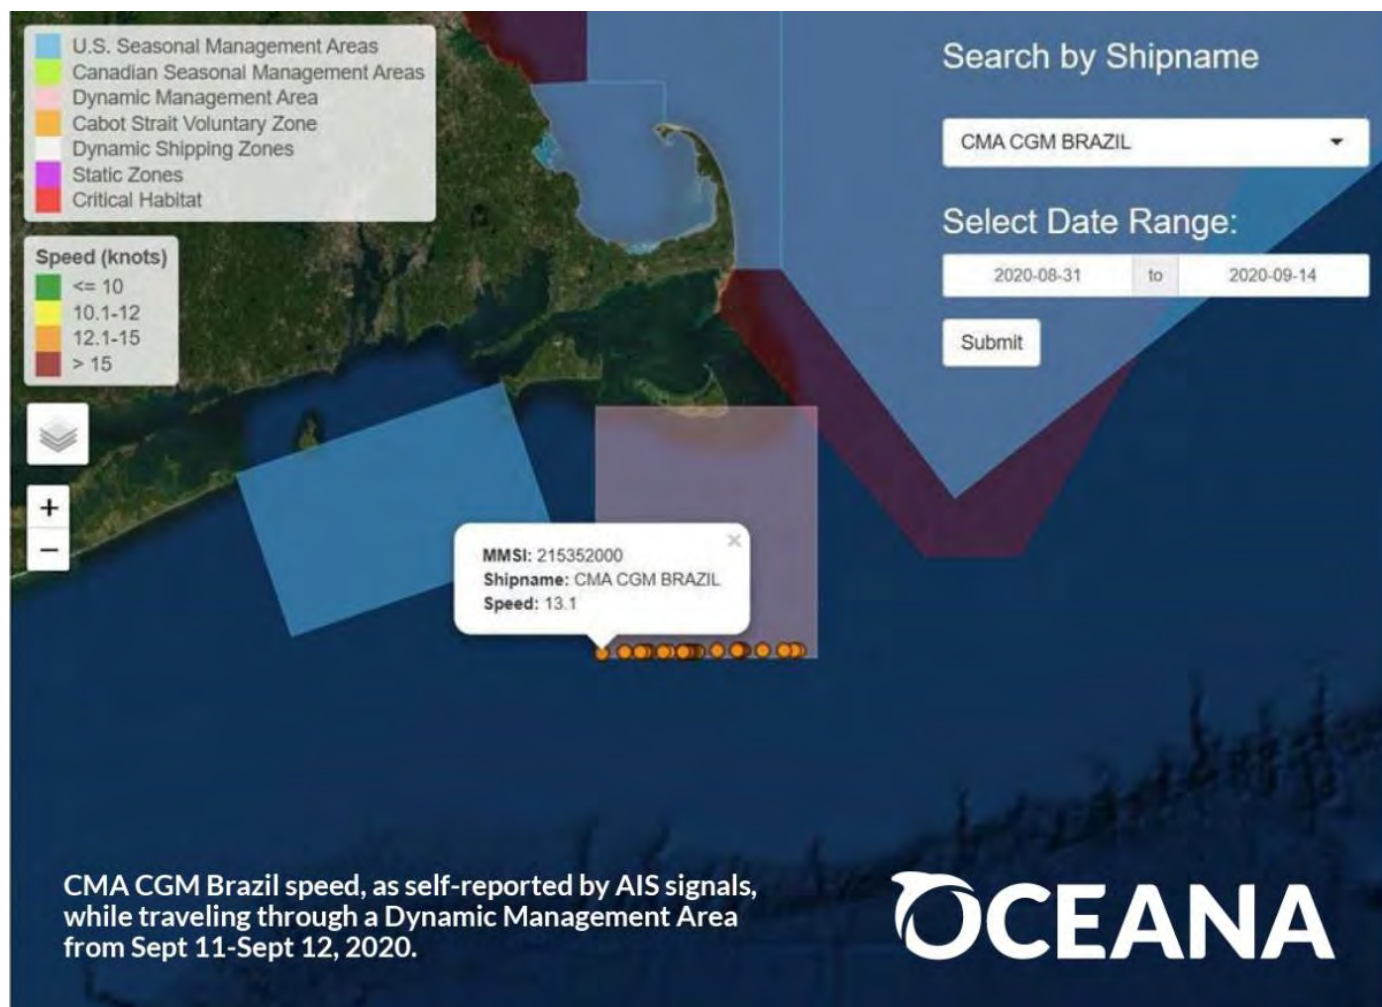 U.S. Seasonal Management Areas
Canadian Seasonal Management Areas
Dynamic Management Area
Cabot Strait Voluntary Zone
Dynamic Shipping Zones
Static Zones
Critical Habitat
Speed (knots)
<= 10
10.1-12
12.1-15
> 15
+
−
Search by Shipname
CMA CGM BRAZIL
Select Date Range:
2020-08-31 to 2020-09-14
Submit
×
MMSI: 215352000
Shipname: CMA CGM BRAZIL
Speed: 13.1
CMA CGM Brazil speed, as self-reported by AIS signals,
while traveling through a Dynamic Management Area
from Sept 11-Sept 12, 2020.
OCEANA